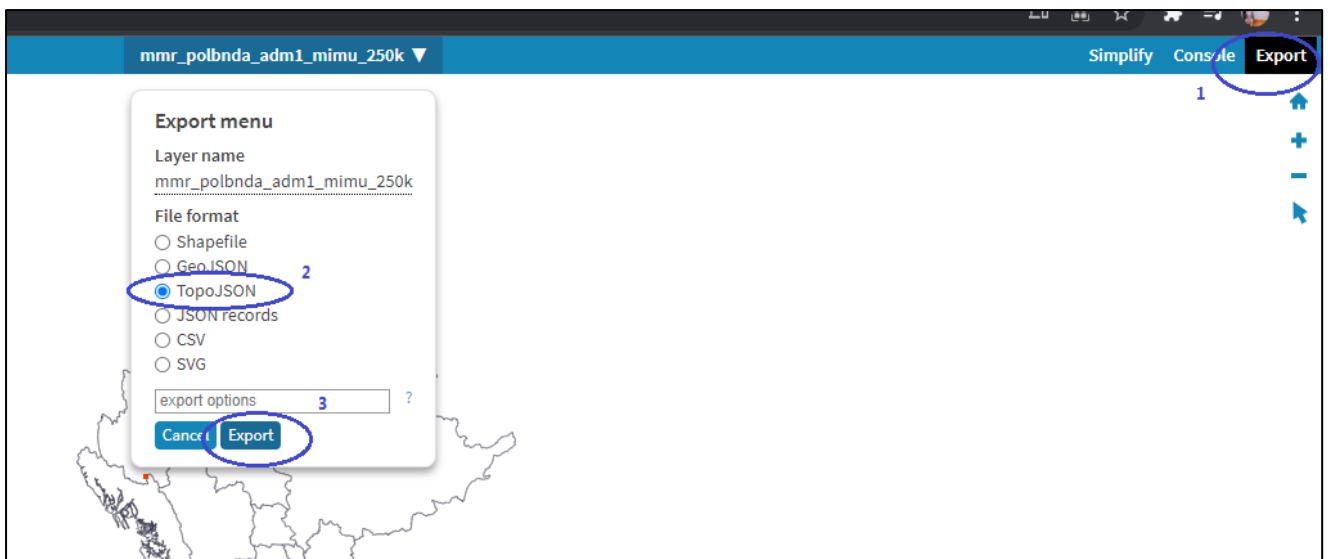 mmr_polbnda_adm1_mimu_250k ▼
Simplify Console Export
1
Export menu
Layer name
mmr_polbnda_adm1_mimu_250k
File format
Shapefile
GeoJSON
2
TopoJSON
JSON records
CSV
SVG
export options 3 ?
Cancel Export